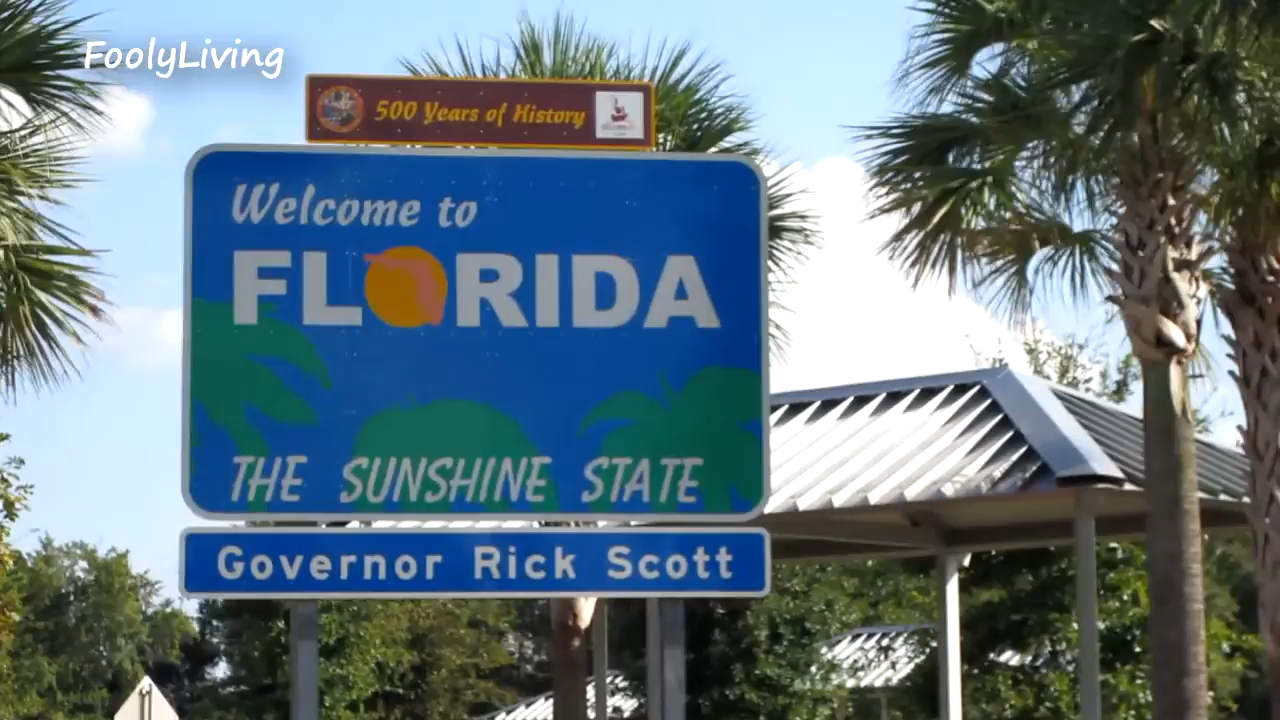 FoolyLiving
500 Years of History
Welcome to
FLORIDA
THE SUNSHINE STATE
Governor Rick Scott